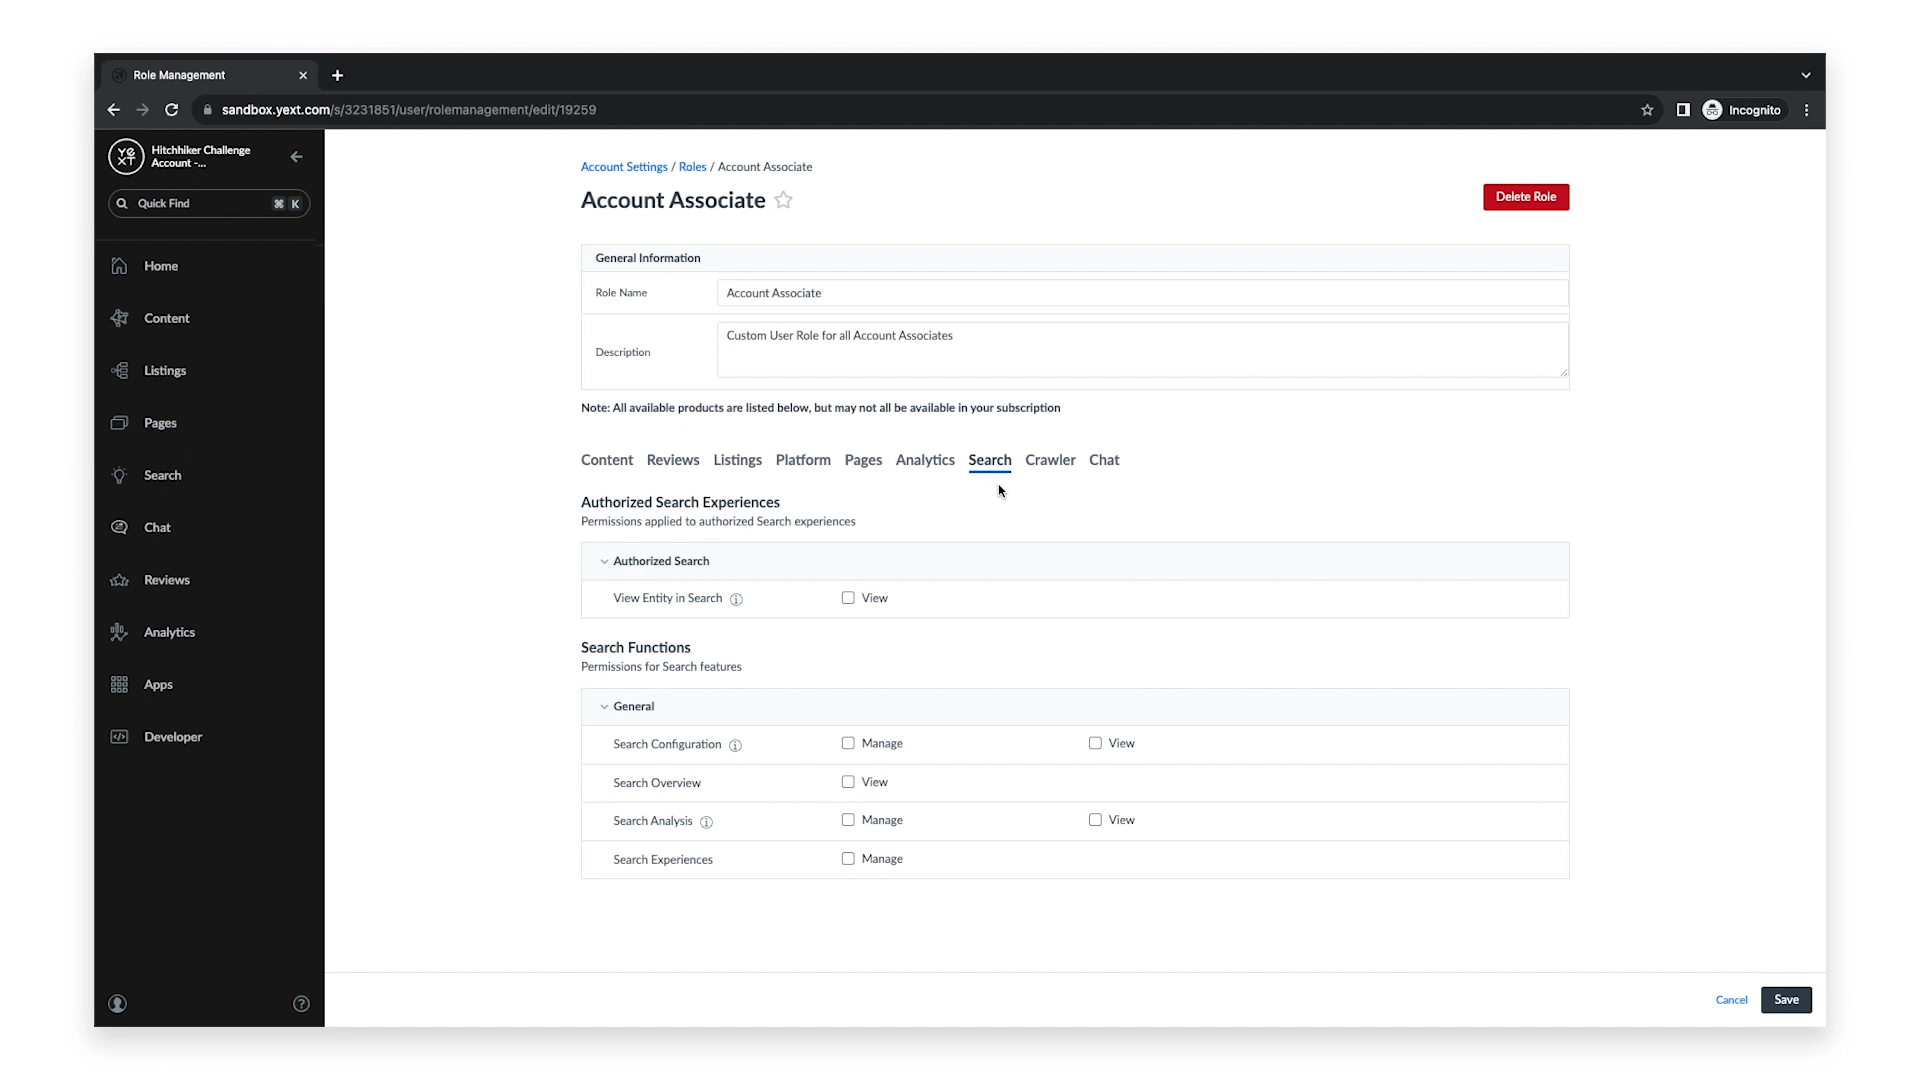 Role Management
sandbox.yext.com/s/3231851/user/rolemanagement/edit/19259
Incognito
YEXT
Hitchhiker Challenge
Account -...
Quick Find ⌘ K
Home
Content
Listings
Pages
Search
Chat
Reviews
Analytics
Apps
Developer
Account Settings / Roles / Account Associate
Account Associate
Delete Role
General Information
Role Name Account Associate
Description Custom User Role for all Account Associates
Note: All available products are listed below, but may not all be available in your subscription
Content Reviews Listings Platform Pages Analytics Search Crawler Chat
Authorized Search Experiences
Permissions applied to authorized Search experiences
Authorized Search
View Entity in Search View
Search Functions
Permissions for Search features
General
Search Configuration Manage View
Search Overview View
Search Analysis Manage View
Search Experiences Manage
Cancel Save